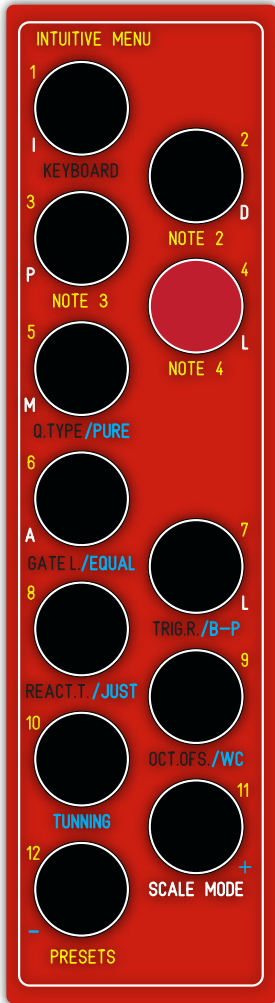 INTUITIVE MENU
1
I
KEYBOARD
2
D
NOTE 2
3
P
NOTE 3
4
L
NOTE 4
5
M
Q.TYPE/PURE
6
A
GATE L./EQUAL
7
L
TRIG.R./B-P
8
REACT.T./JUST
9
OCT.OFS./WC
10
TUNNING
11
+
SCALE MODE
12
-
PRESETS